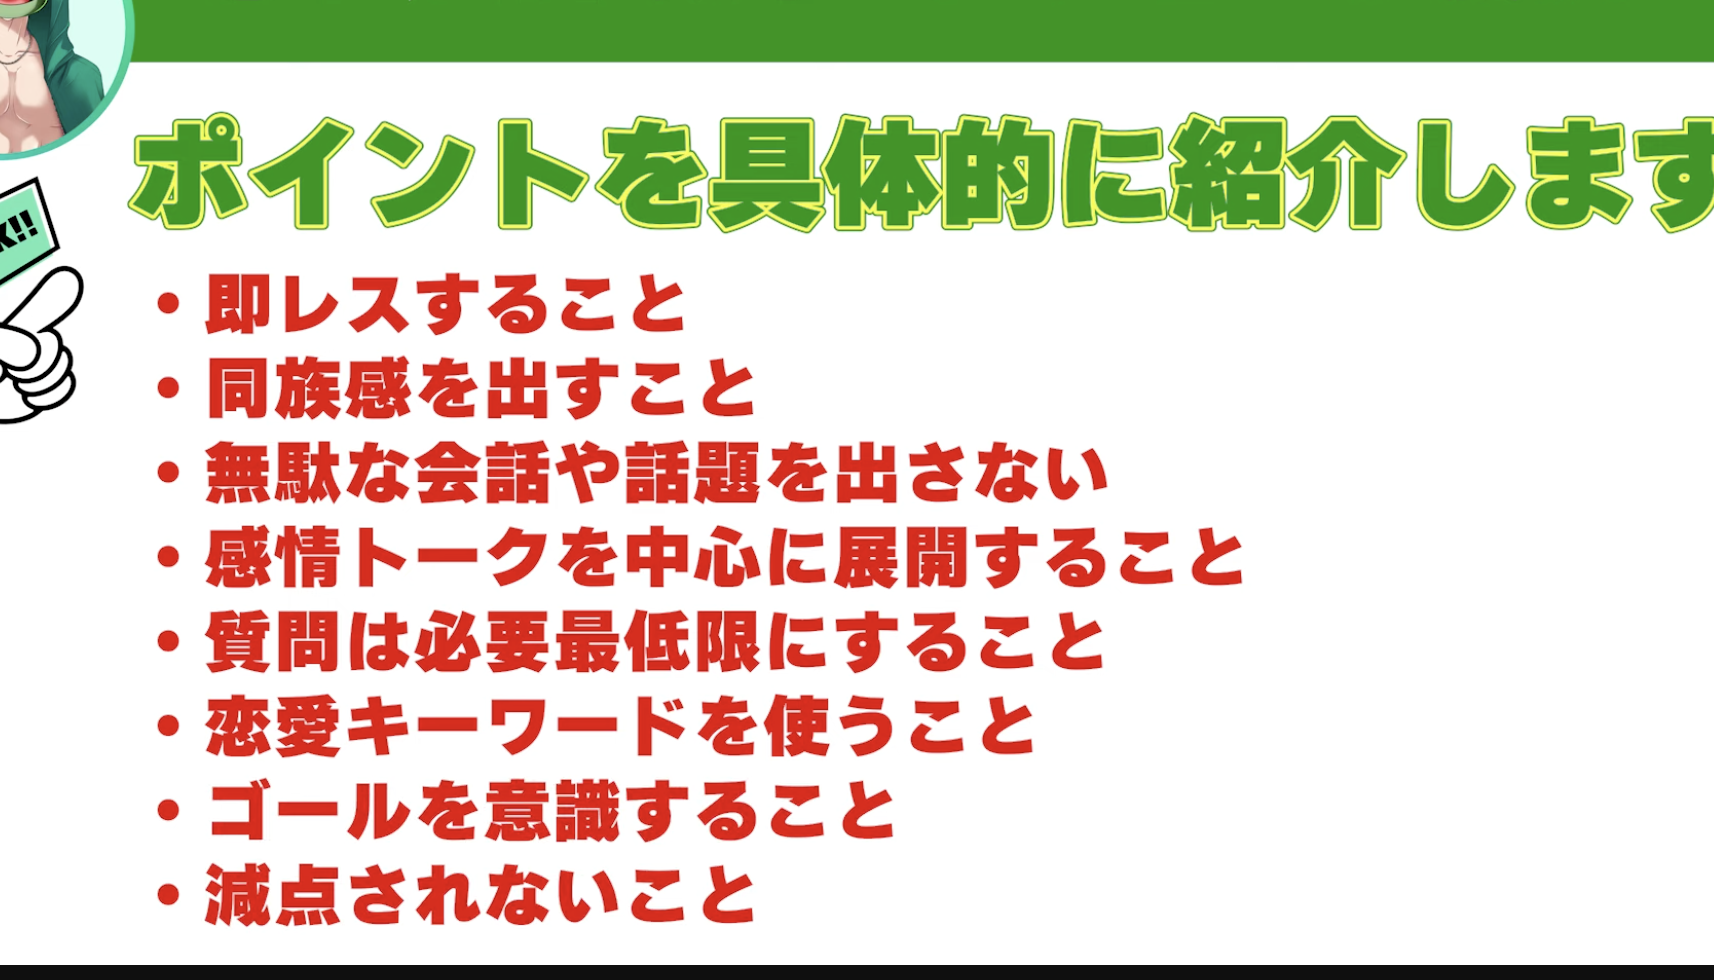 K!!
ポイントを具体的に紹介します
・即レスすること
・同族感を出すこと
・無駄な会話や話題を出さない
・感情トークを中心に展開すること
・質問は必要最低限にすること
・恋愛キーワードを使うこと
・ゴールを意識すること
・減点されないこと